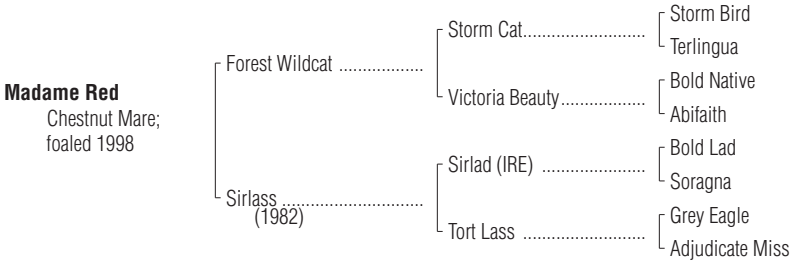 Madame Red
Chestnut Mare;
foaled 1998
Forest Wildcat ..................
Sirlass ..............................
(1982)
Storm Cat..........................
Victoria Beauty..................
Sirlad (IRE) ......................
Tort Lass ..........................
Storm Bird
Terlingua
Bold Native
Abifaith
Bold Lad
Soragna
Grey Eagle
Adjudicate Miss